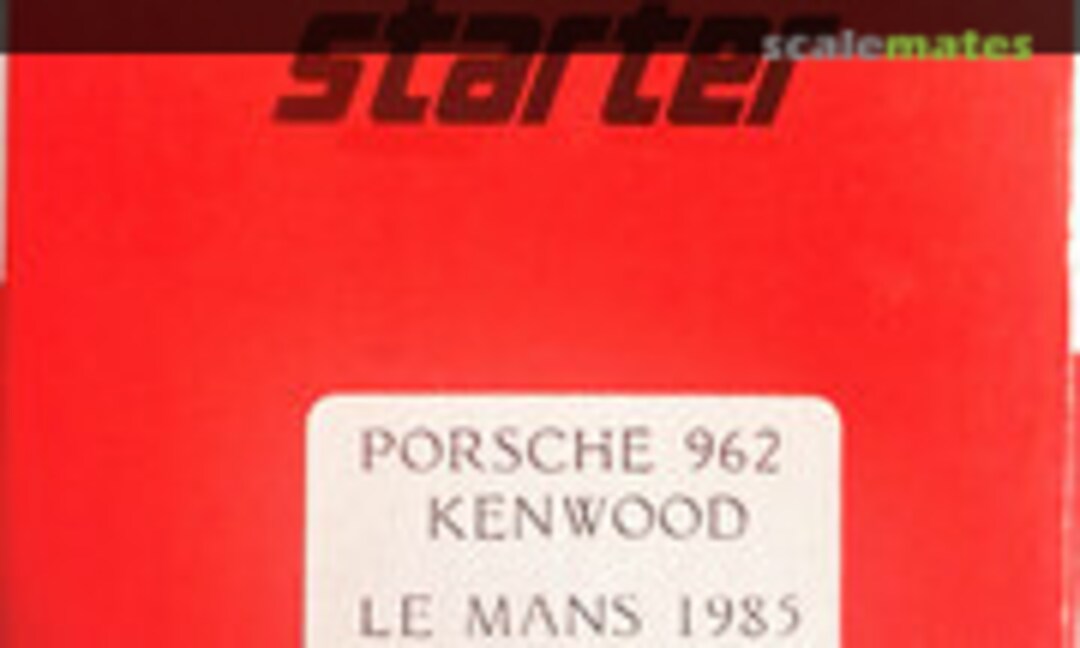 starter
scalemates
PORSCHE 962
KENWOOD
LE MANS 1985